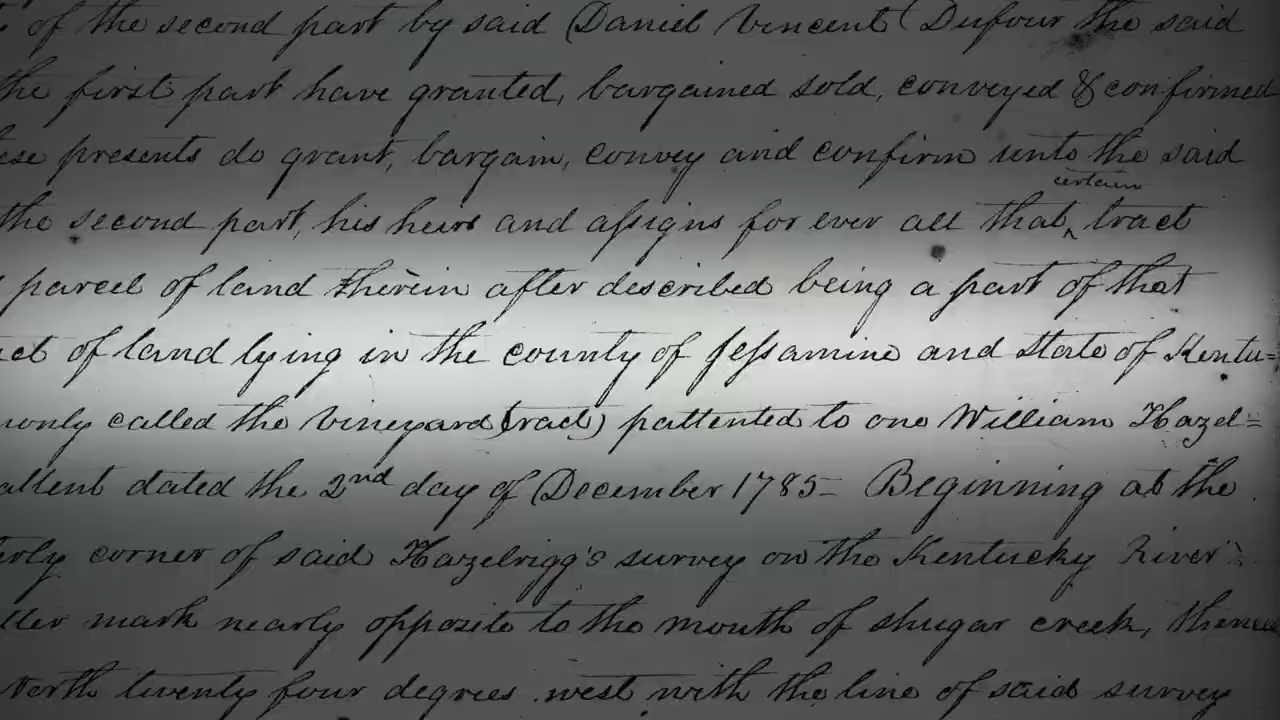 of the second part by said Daniel Vincent Dufour the said
the first part have granted, bargained sold, conveyed & confirmed
ese presents do grant, bargain, convey and confirm unto the said
certain
the second part, his heirs and assigns for ever all that ‸ tract
parcel of land therein after described being a part of that
ct of land lying in the county of Jessamine and State of Kentu=
monly called the Vineyard (tract) pattented to one William Hazel=
attent dated the 2nd day of December 1785– Beginning at the
erly corner of said Hazelrigg's survey on the Kentucky River
tter mark nearly opposite to the mouth of shugar creek, thence
North twenty four degrees west with the line of said survey